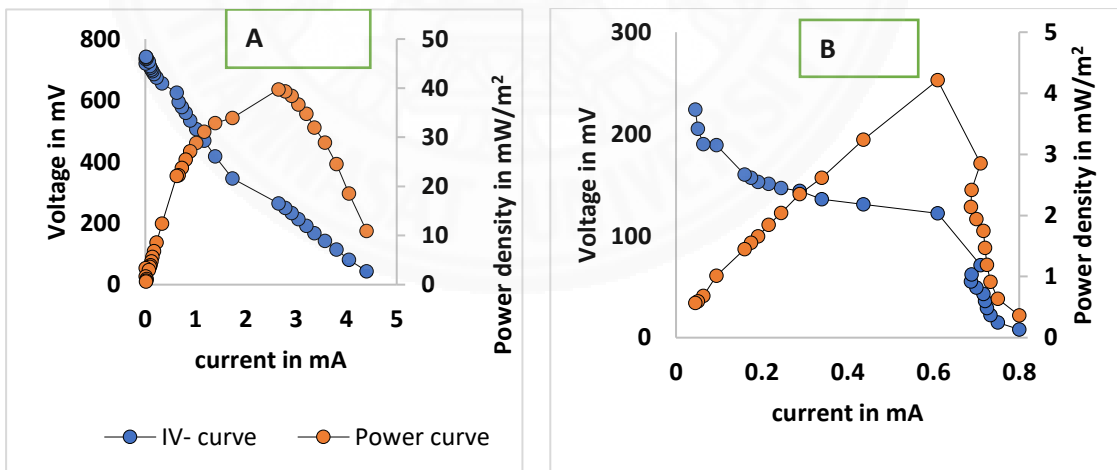 A
800
600
400
200
0
Voltage in mV
50
40
30
20
10
0
Power density in mW/m²
0 1 2 3 4 5
current in mA
IV- curve Power curve
B
300
200
100
0
Voltage in mV
5
4
3
2
1
0
Power density in mW/m²
0 0.2 0.4 0.6 0.8
current in mA